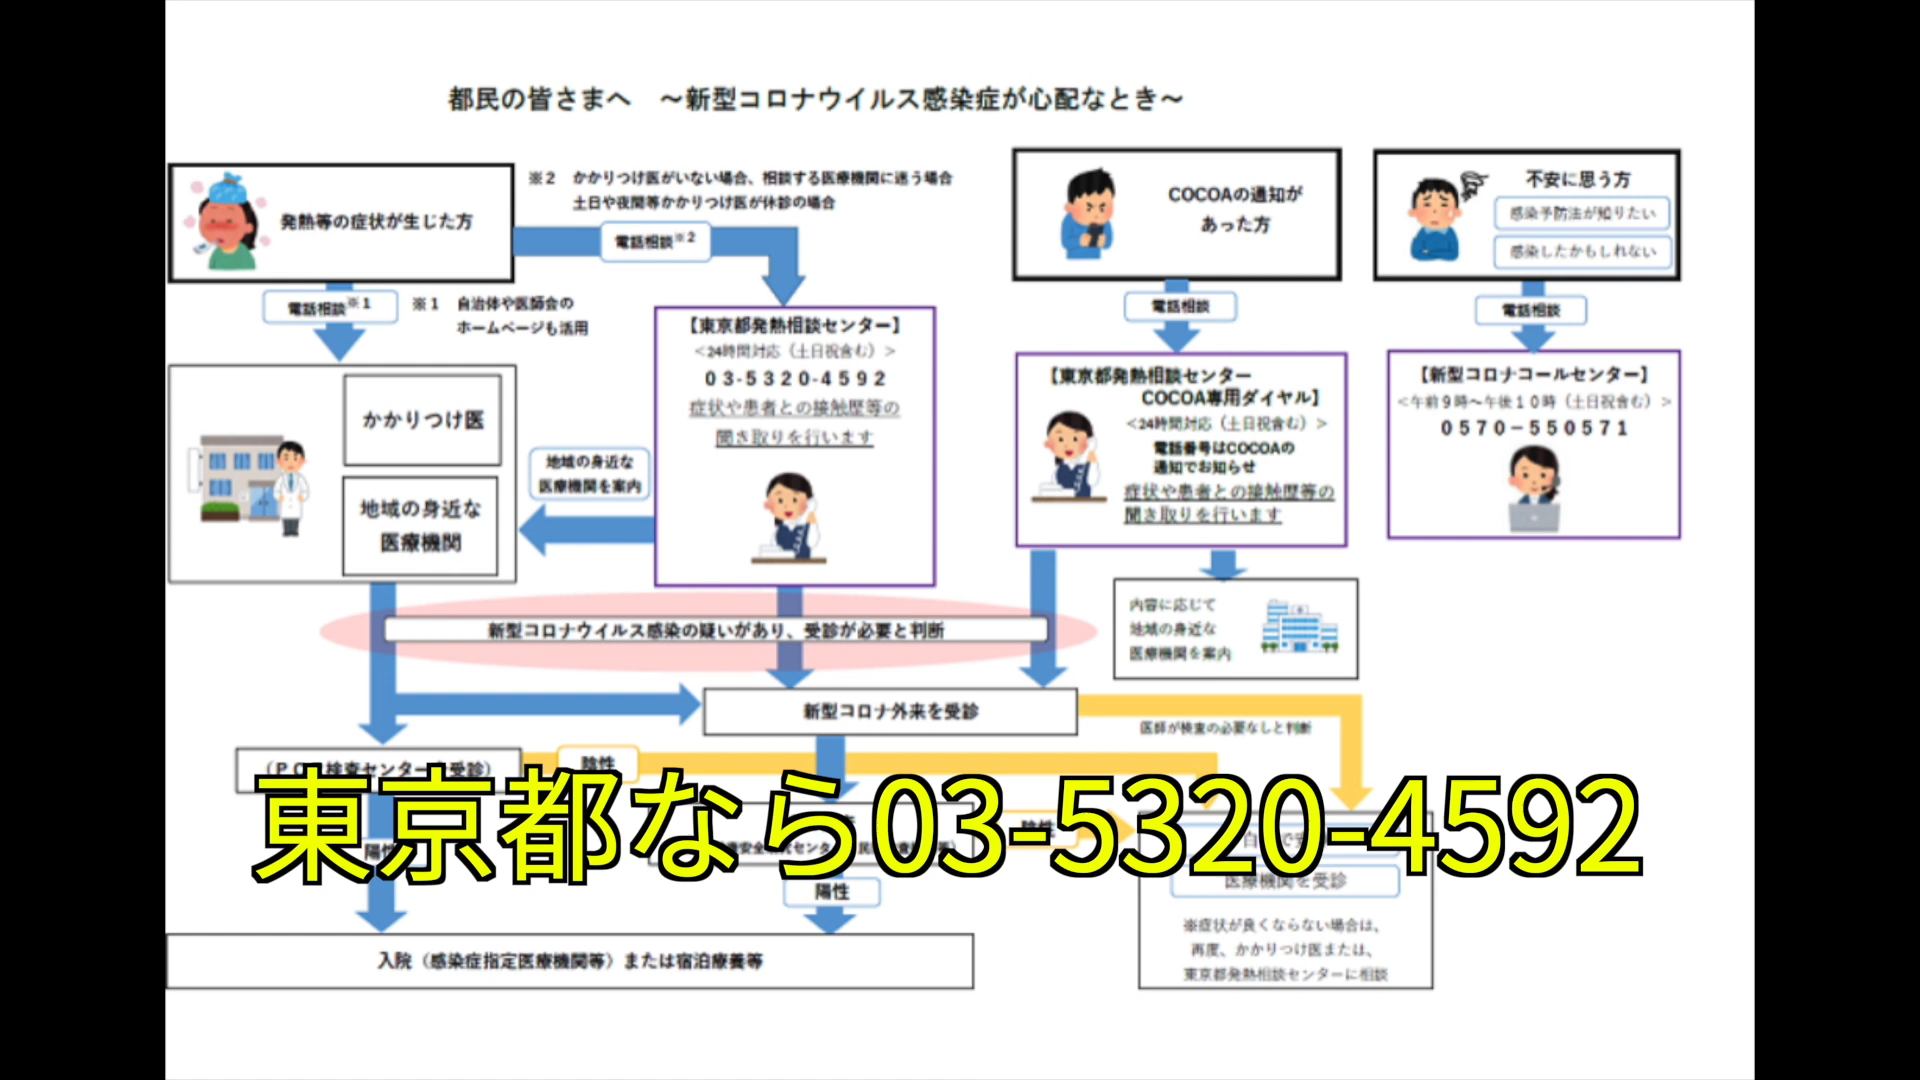 都民の皆さまへ　～新型コロナウイルス感染症が心配なとき～
発熱等の症状が生じた方
※2　かかりつけ医がいない場合、相談する医療機関に迷う場合
土日や夜間等かかりつけ医が休診の場合
電話相談※2
電話相談※1
※1　自治体や医師会の
ホームページも活用
かかりつけ医
地域の身近な
医療機関
【東京都発熱相談センター】
＜24時間対応（土日祝含む）＞
03-5320-4592
症状や患者との接触歴等の
聞き取りを行います
地域の身近な
医療機関を案内
COCOAの通知が
あった方
電話相談
【東京都発熱相談センター
COCOA専用ダイヤル】
＜24時間対応（土日祝含む）＞
電話番号はCOCOAの
通知でお知らせ
症状や患者との接触歴等の
聞き取りを行います
内容に応じて
地域の身近な
医療機関を案内
不安に思う方
感染予防法が知りたい
感染したかもしれない
電話相談
【新型コロナコールセンター】
＜午前9時～午後10時（土日祝含む）＞
0570-550571
新型コロナウイルス感染の疑いがあり、受診が必要と判断
新型コロナ外来を受診
医師が検査の必要なしと判断
検査センター 受診）
陰性
東京都なら03-5320-4592
陽性
医療機関を受診
※症状が良くならない場合は、
再度、かかりつけ医または、
東京都発熱相談センターに相談
入院（感染症指定医療機関等）または宿泊療養等